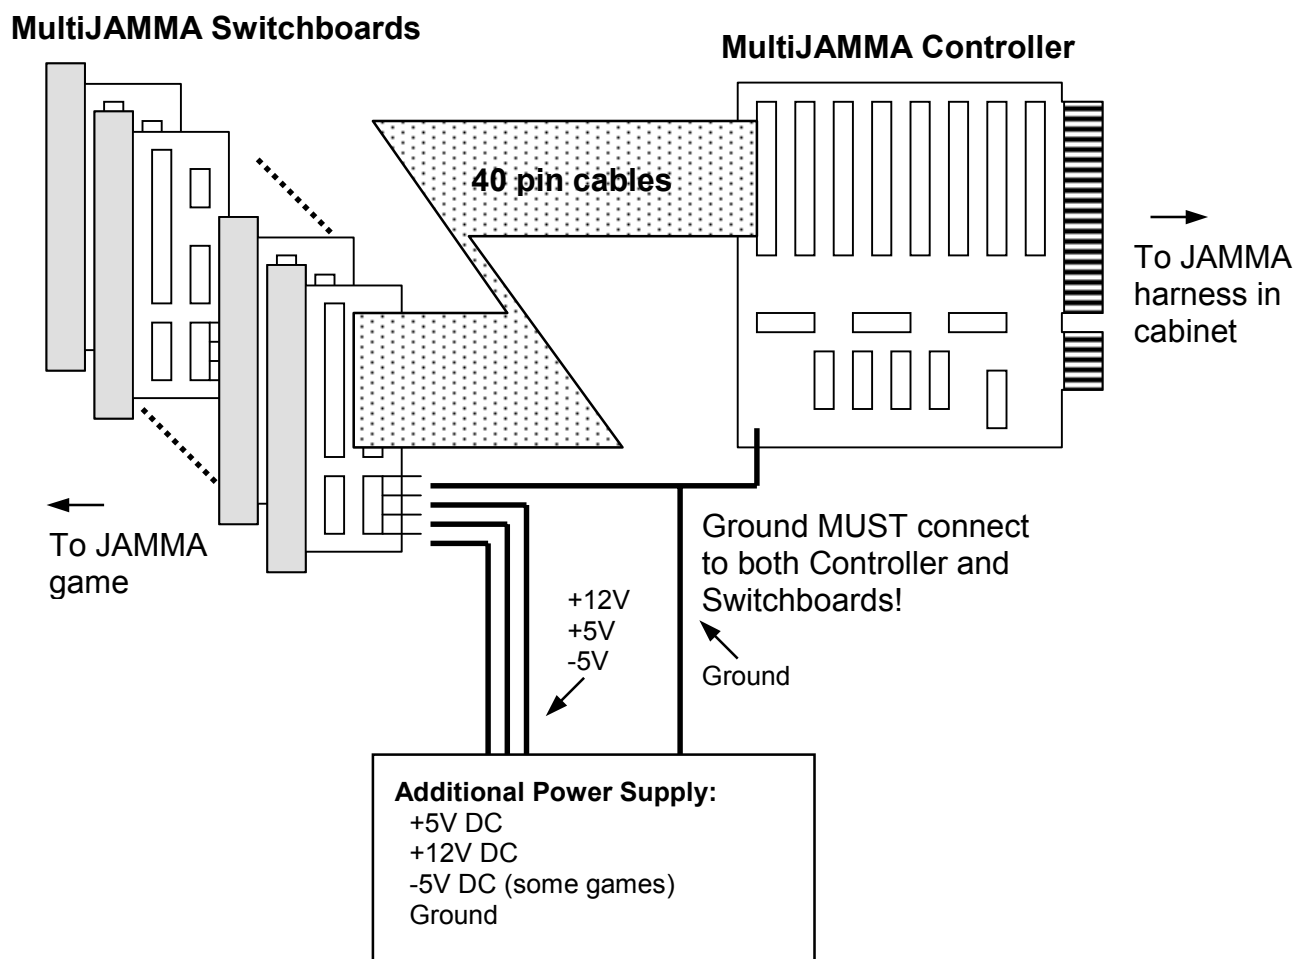 MultiJAMMA Switchboards
MultiJAMMA Controller
40 pin cables
To JAMMA
harness in
cabinet
To JAMMA
game
Ground MUST connect
to both Controller and
Switchboards!
+12V
+5V
-5V
Ground
Additional Power Supply:
+5V DC
+12V DC
-5V DC (some games)
Ground